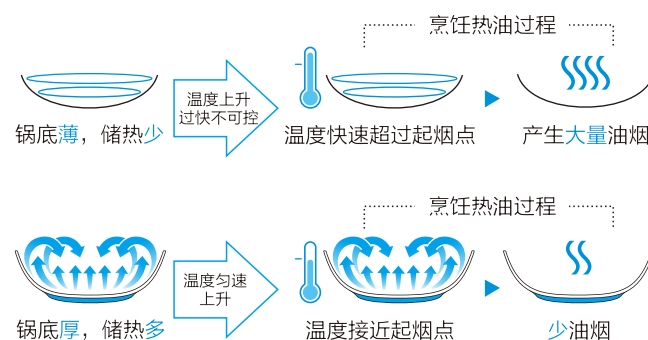 烹饪热油过程
温度上升
过快不可控
锅底薄，储热少
温度快速超过起烟点
产生大量油烟
烹饪热油过程
温度匀速
上升
锅底厚，储热多
温度接近起烟点
少油烟